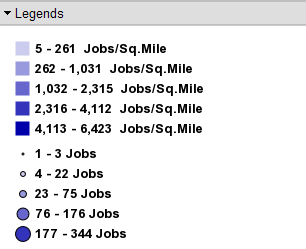 Legends
5 - 261 Jobs/Sq.Mile
262 - 1,031 Jobs/Sq.Mile
1,032 - 2,315 Jobs/Sq.Mile
2,316 - 4,112 Jobs/Sq.Mile
4,113 - 6,423 Jobs/Sq.Mile
1 - 3 Jobs
4 - 22 Jobs
23 - 75 Jobs
76 - 176 Jobs
177 - 344 Jobs